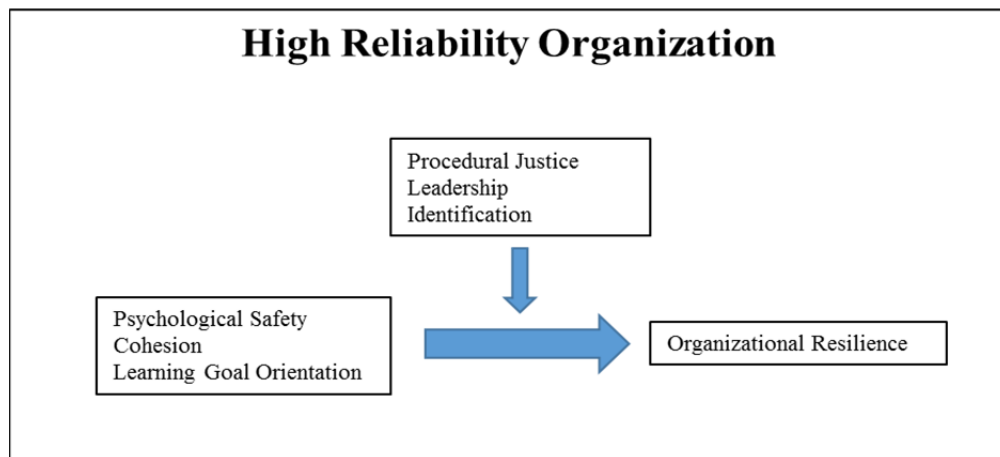 High Reliability Organization
Procedural Justice
Leadership
Identification
Psychological Safety
Cohesion
Learning Goal Orientation
Organizational Resilience